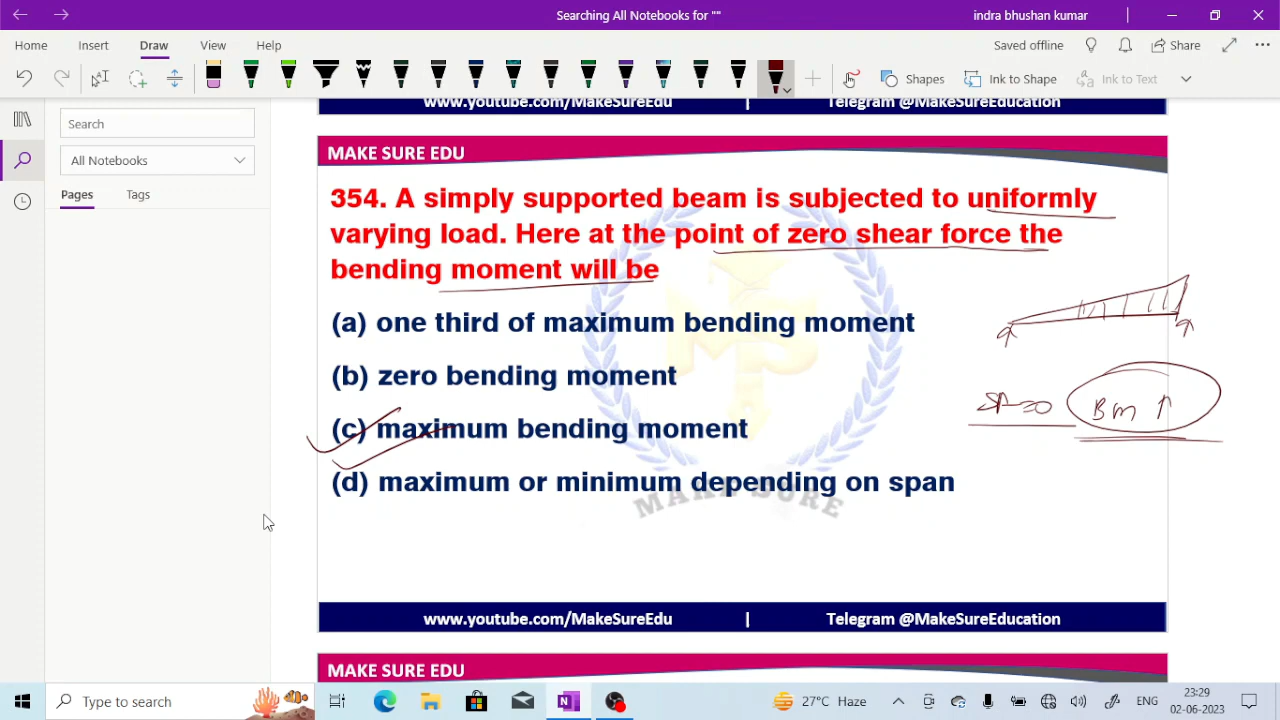 Searching All Notebooks for ""
indra bhushan kumar
Home
Insert
Draw
View
Help
Saved offline
Share
Shapes
Ink to Shape
Ink to Text
www.youtube.com/MakeSureEdu | Telegram @MakeSureEducation
Search
All Notebooks
Pages
Tags
MAKE SURE EDU
354. A simply supported beam is subjected to uniformly
varying load. Here at the point of zero shear force the
bending moment will be
(a) one third of maximum bending moment
(b) zero bending moment
(c) maximum bending moment
(d) maximum or minimum depending on span
SF=0
BM ↑
MAKE SURE
www.youtube.com/MakeSureEdu | Telegram @MakeSureEducation
MAKE SURE EDU
Type to search
27°C Haze
ENG
23:29
02-06-2023